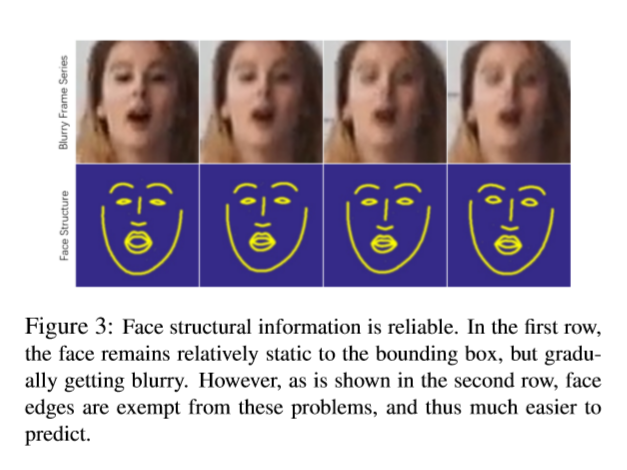 Blurry Frame Series
Face Structure
Figure 3: Face structural information is reliable. In the first row,
the face remains relatively static to the bounding box, but gradu-
ally getting blurry. However, as is shown in the second row, face
edges are exempt from these problems, and thus much easier to
predict.